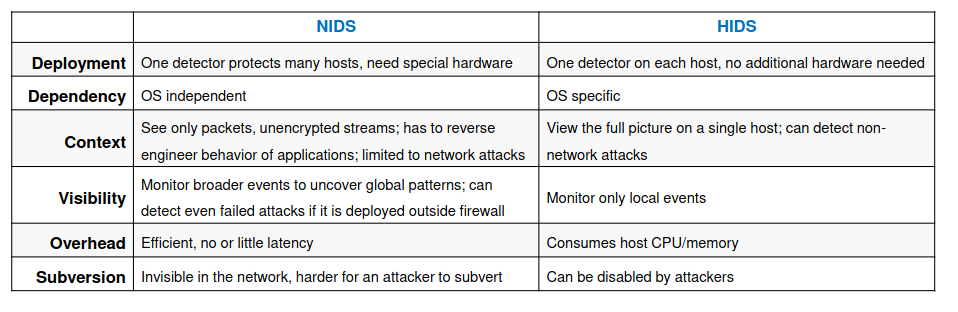 NIDS HIDS
Deployment One detector protects many hosts, need special hardware One detector on each host, no additional hardware needed
Dependency OS independent OS specific
Context See only packets, unencrypted streams; has to reverse
engineer behavior of applications; limited to network attacks
View the full picture on a single host; can detect non-
network attacks
Visibility Monitor broader events to uncover global patterns; can
detect even failed attacks if it is deployed outside firewall
Monitor only local events
Overhead Efficient, no or little latency Consumes host CPU/memory
Subversion Invisible in the network, harder for an attacker to subvert Can be disabled by attackers